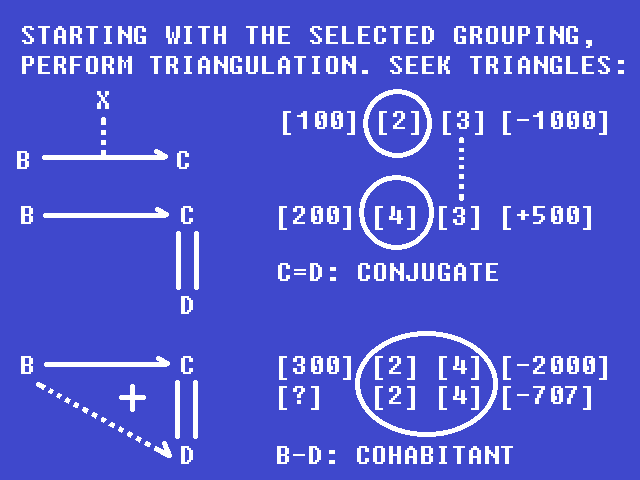 STARTING WITH THE SELECTED GROUPING,
PERFORM TRIANGULATION. SEEK TRIANGLES:
X
B C
[100] [2] [3] [-1000]
B C
[200] [4] [3] [+500]
D
C=D: CONJUGATE
B C
[300] [2] [4] [-2000]
+
[?] [2] [4] [-707]
D
B-D: COHABITANT